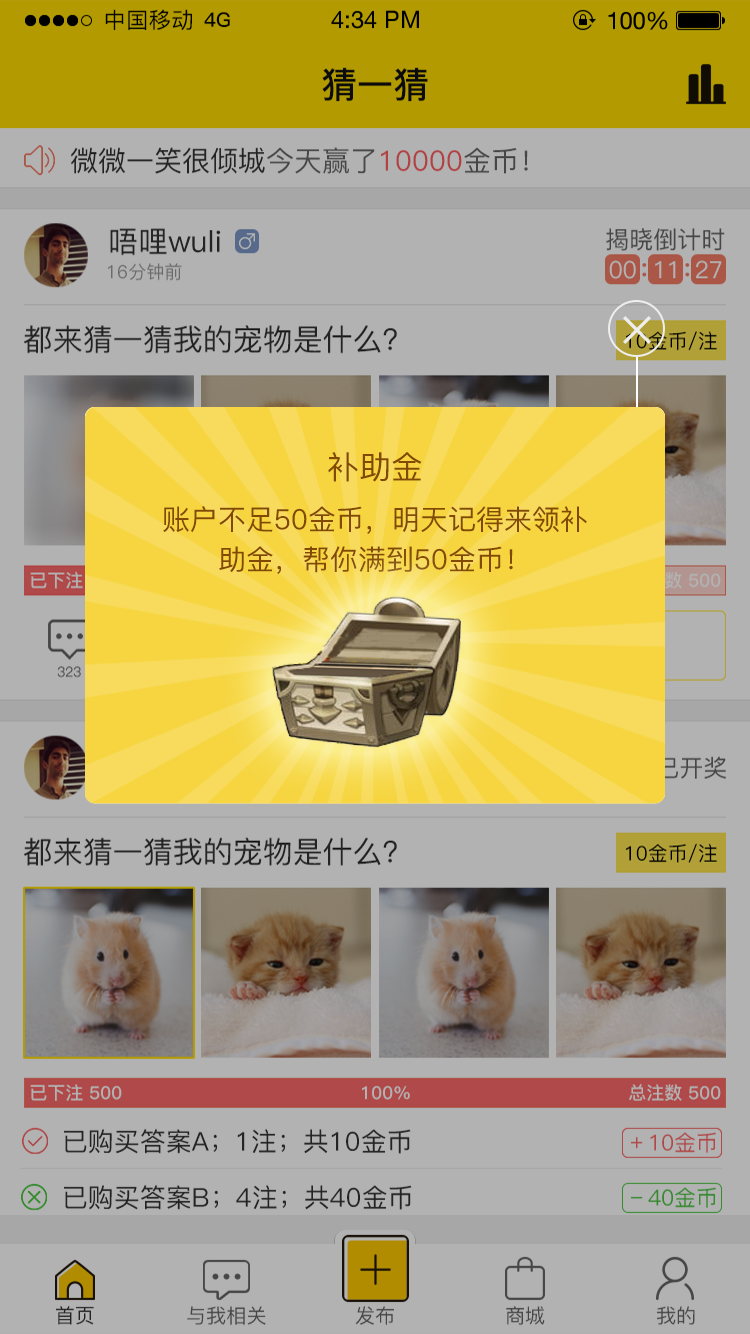 中国移动 4G 4:34 PM 100%
猜一猜
微微一笑很倾城今天赢了10000金币!
唔哩wuli
16分钟前
揭晓倒计时
00:11:27
都来猜一猜我的宠物是什么?
10金币/注
补助金
账户不足50金币，明天记得来领补
助金，帮你满到50金币!
已下注
数 500
323
已开奖
都来猜一猜我的宠物是什么?
10金币/注
已下注 500 100% 总注数 500
已购买答案A；1注；共10金币 +10金币
已购买答案B；4注；共40金币 -40金币
首页 与我相关 发布 商城 我的